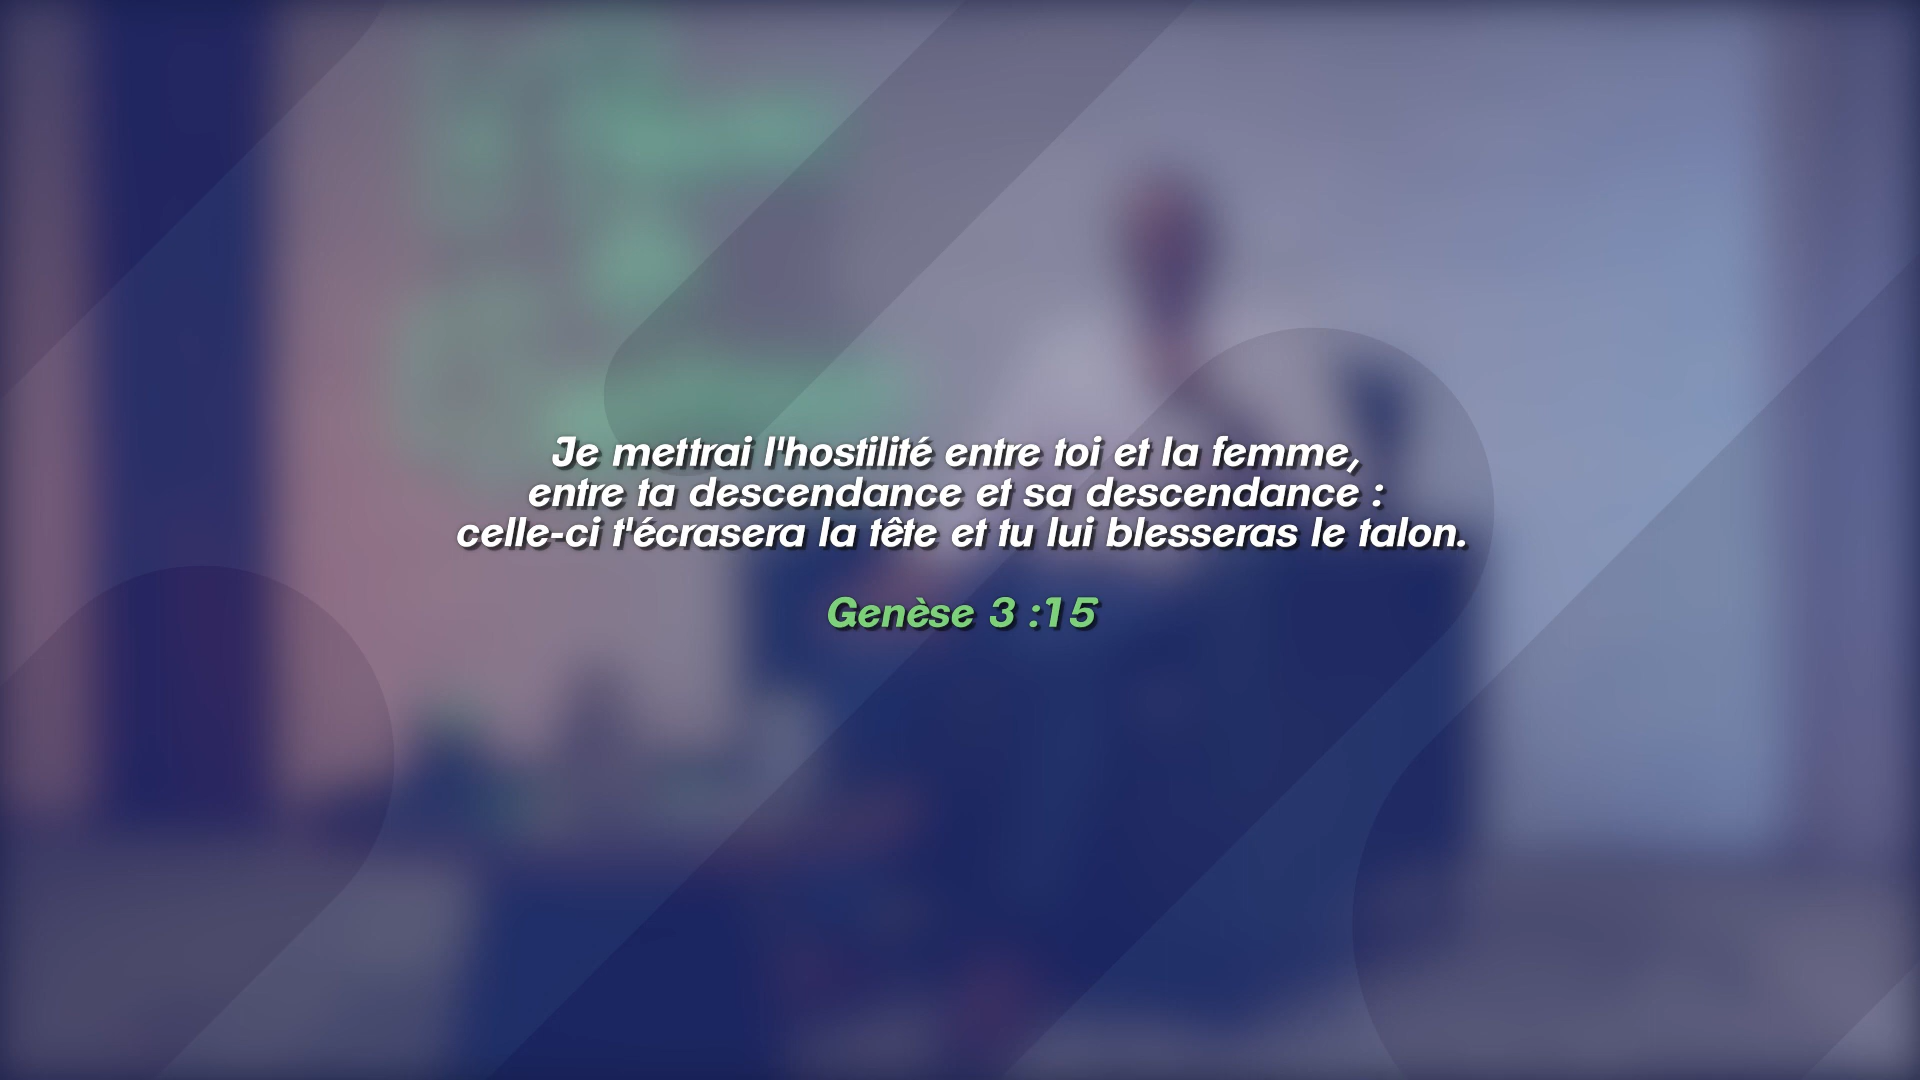 Je mettrai l'hostilité entre toi et la femme,
entre ta descendance et sa descendance :
celle-ci t'écrasera la tête et tu lui blesseras le talon.
Genèse 3 :15